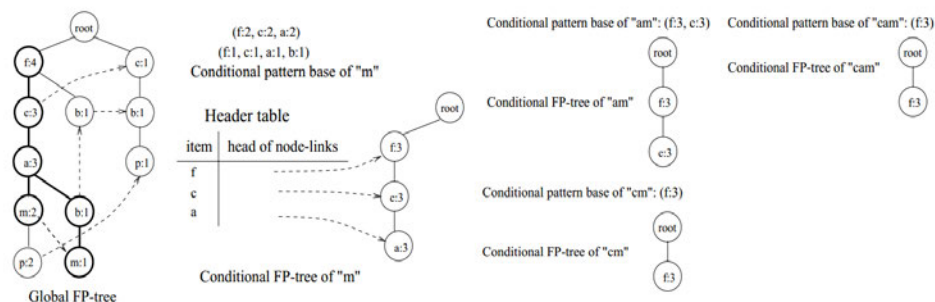 root
f:4
c:1
c:3
b:1
b:1
a:3
p:1
m:2
b:1
p:2
m:1
Global FP-tree
(f:2, c:2, a:2)
(f:1, c:1, a:1, b:1)
Conditional pattern base of "m"
Header table
item head of node-links
f
c
a
root
f:3
c:3
a:3
Conditional FP-tree of "m"
Conditional pattern base of "am": (f:3, c:3)
root
Conditional FP-tree of "am"
f:3
c:3
Conditional pattern base of "cm": (f:3)
root
Conditional FP-tree of "cm"
f:3
Conditional pattern base of "cam": (f:3)
root
Conditional FP-tree of "cam"
f:3